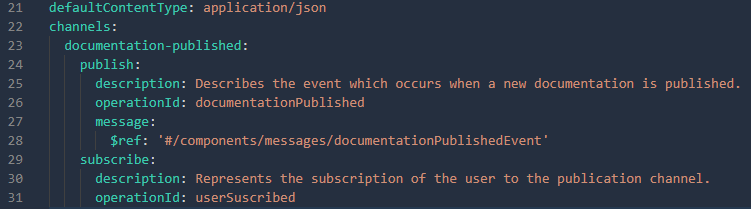 21 defaultContentType: application/json
22 channels:
23   documentation-published:
24     publish:
25       description: Describes the event which occurs when a new documentation is published.
26       operationId: documentationPublished
27       message:
28         $ref: '#/components/messages/documentationPublishedEvent'
29     subscribe:
30       description: Represents the subscription of the user to the publication channel.
31       operationId: userSuscribed